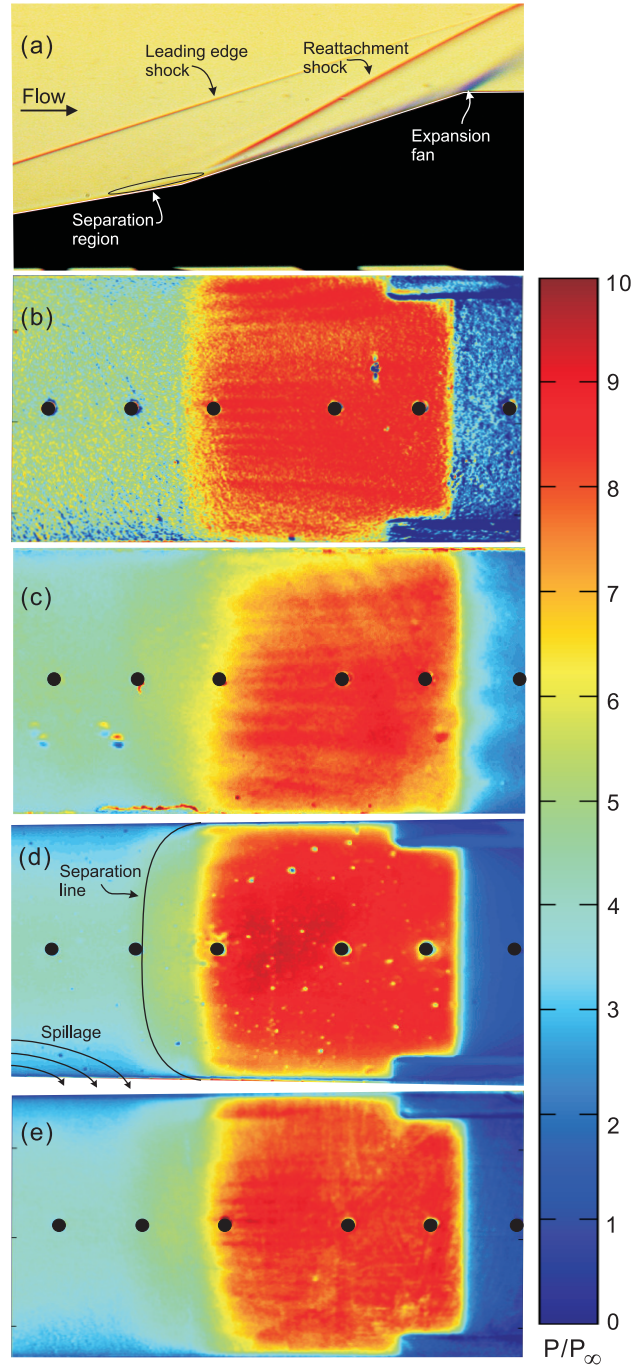 (a)
Leading edge
shock
Reattachment
shock
Flow
Expansion
fan
Separation
region
(b)
(c)
(d)
Separation
line
Spillage
(e)
10
9
8
7
6
5
4
3
2
1
0
P/P∞